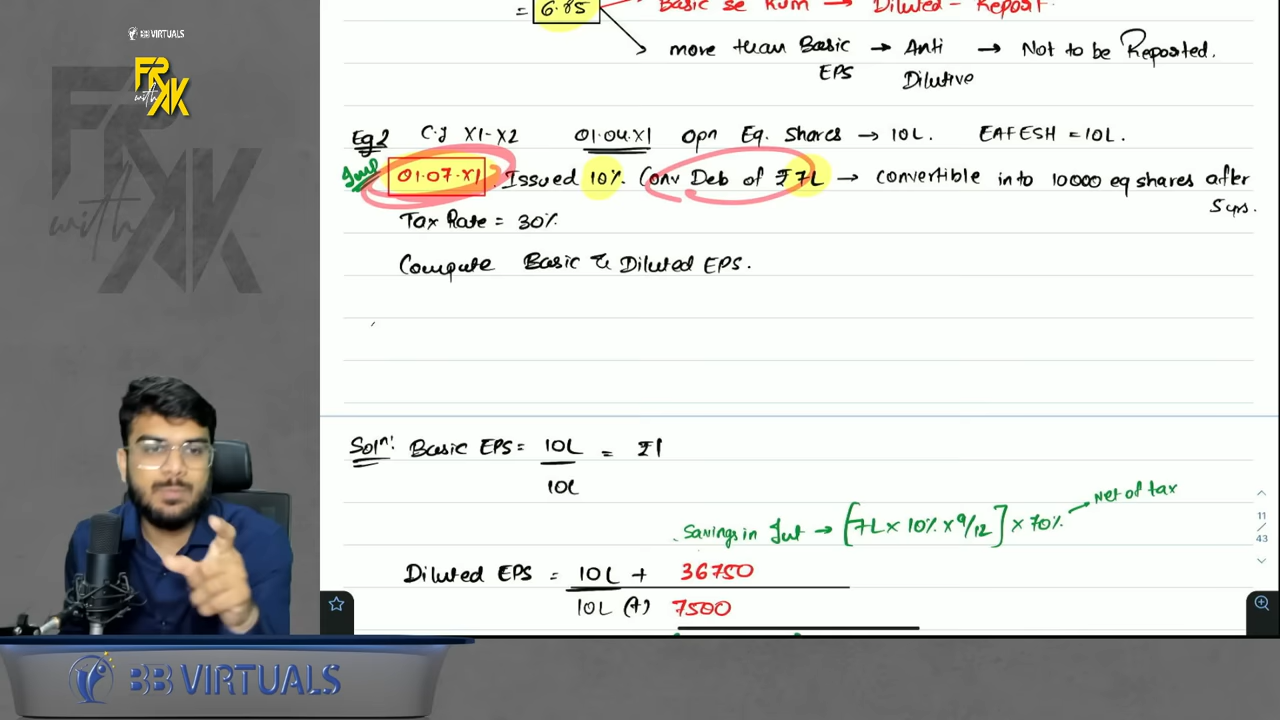 BB VIRTUALS
FR
with
AK
= 6.85 Basic se Kum → Diluted - Report.
more than Basic → Anti → Not to be Reported.
EPS Dilutive
Eg2 C.y X1-X2 01.04.X1 Opn Eq. Shares → 10L. EAFESH = 10L.
Imp 01.07.X1. Issued 10%. Conv Deb of ₹7L → convertible into 10000 eq shares after
5 yrs.
Tax Rate = 30%
Compute Basic & Diluted EPS.
Soln: Basic EPS = 10L = ₹1
10L
Net of tax
Savings in Int → [7L x 10% x 9/12] x 70%
Diluted EPS = 10L + 36750
10L (+) 7500
11
/
43
BB VIRTUALS